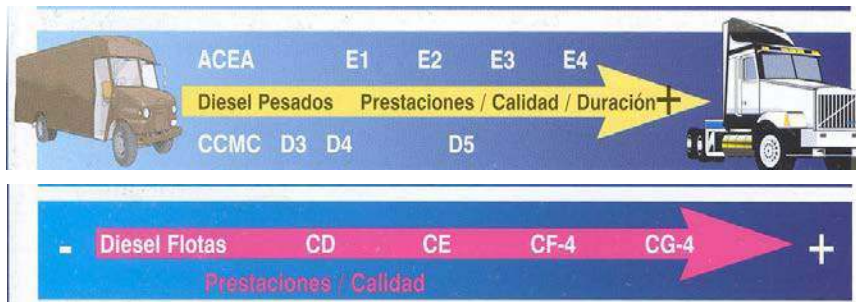 ACEA E1 E2 E3 E4
Diesel Pesados Prestaciones / Calidad / Duración +
CCMC D3 D4 D5
- Diesel Flotas CD CE CF-4 CG-4 +
Prestaciones / Calidad